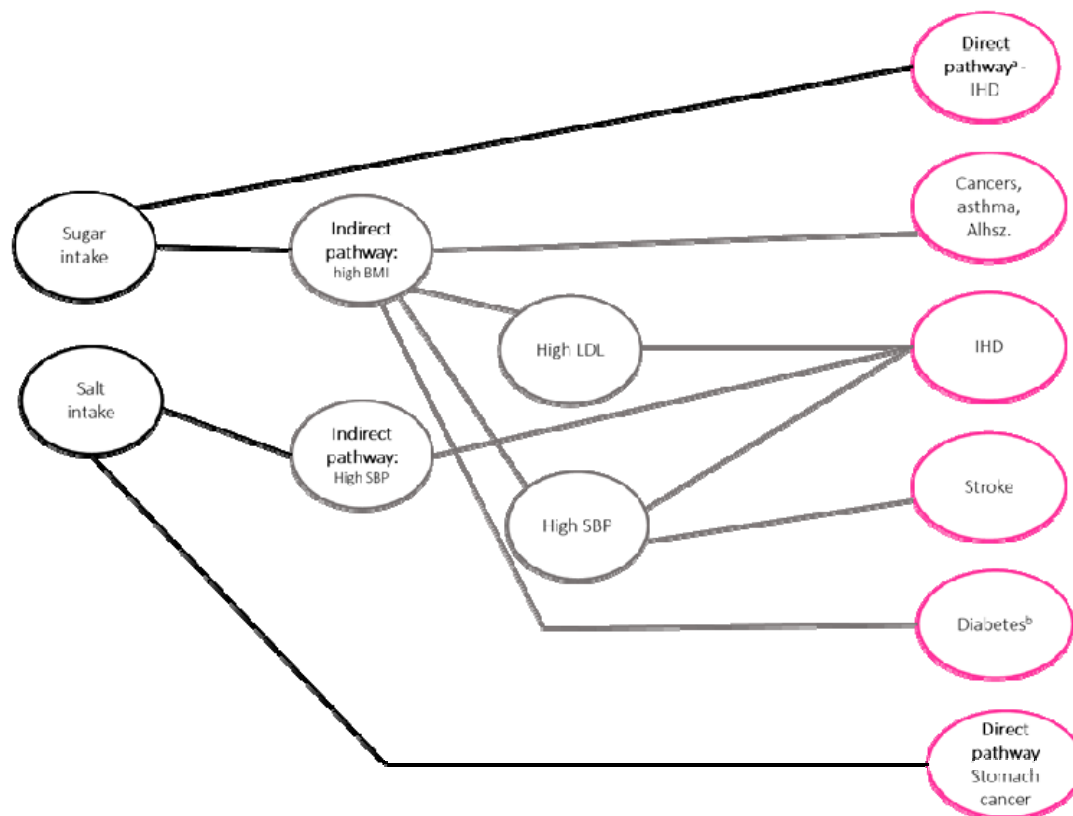 Direct
pathwayᵃ -
IHD
Cancers,
asthma,
Alhsz.
Sugar
intake
Indirect
pathway:
high BMI
High LDL
IHD
Salt
intake
Indirect
pathway:
High SBP
High SBP
Stroke
Diabetesᵇ
Direct
pathway
Stomach
cancer